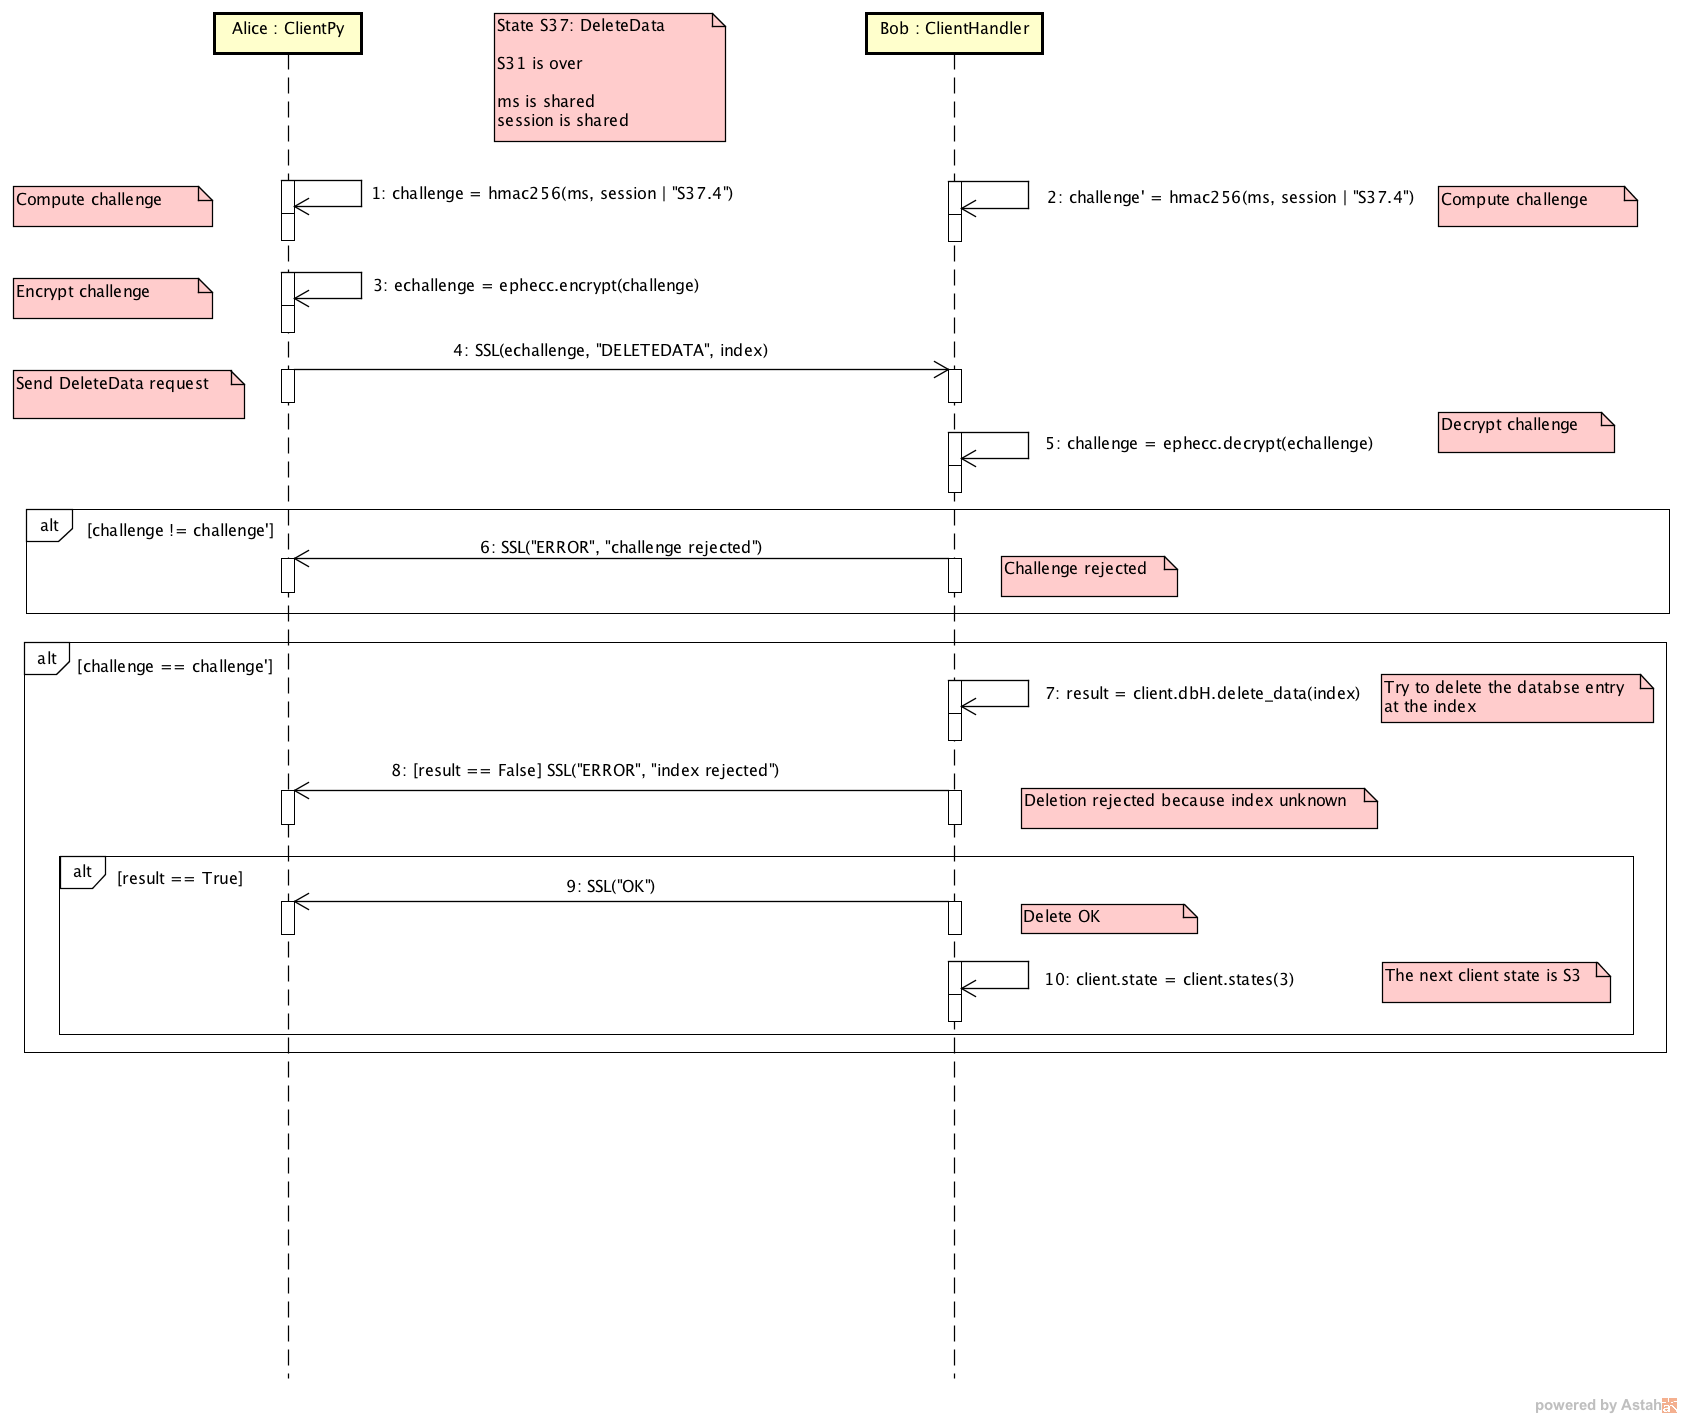 Alice : ClientPy
State S37: DeleteData
S31 is over
ms is shared
session is shared
Bob : ClientHandler
Compute challenge
1: challenge = hmac256(ms, session | "S37.4")
2: challenge' = hmac256(ms, session | "S37.4")
Compute challenge
Encrypt challenge
3: echallenge = ephecc.encrypt(challenge)
4: SSL(echallenge, "DELETEDATA", index)
Send DeleteData request
Decrypt challenge
5: challenge = ephecc.decrypt(echallenge)
alt
[challenge != challenge']
6: SSL("ERROR", "challenge rejected")
Challenge rejected
alt
[challenge == challenge']
7: result = client.dbH.delete_data(index)
Try to delete the databse entry
at the index
8: [result == False] SSL("ERROR", "index rejected")
Deletion rejected because index unknown
alt
[result == True]
9: SSL("OK")
Delete OK
10: client.state = client.states(3)
The next client state is S3
powered by Astah